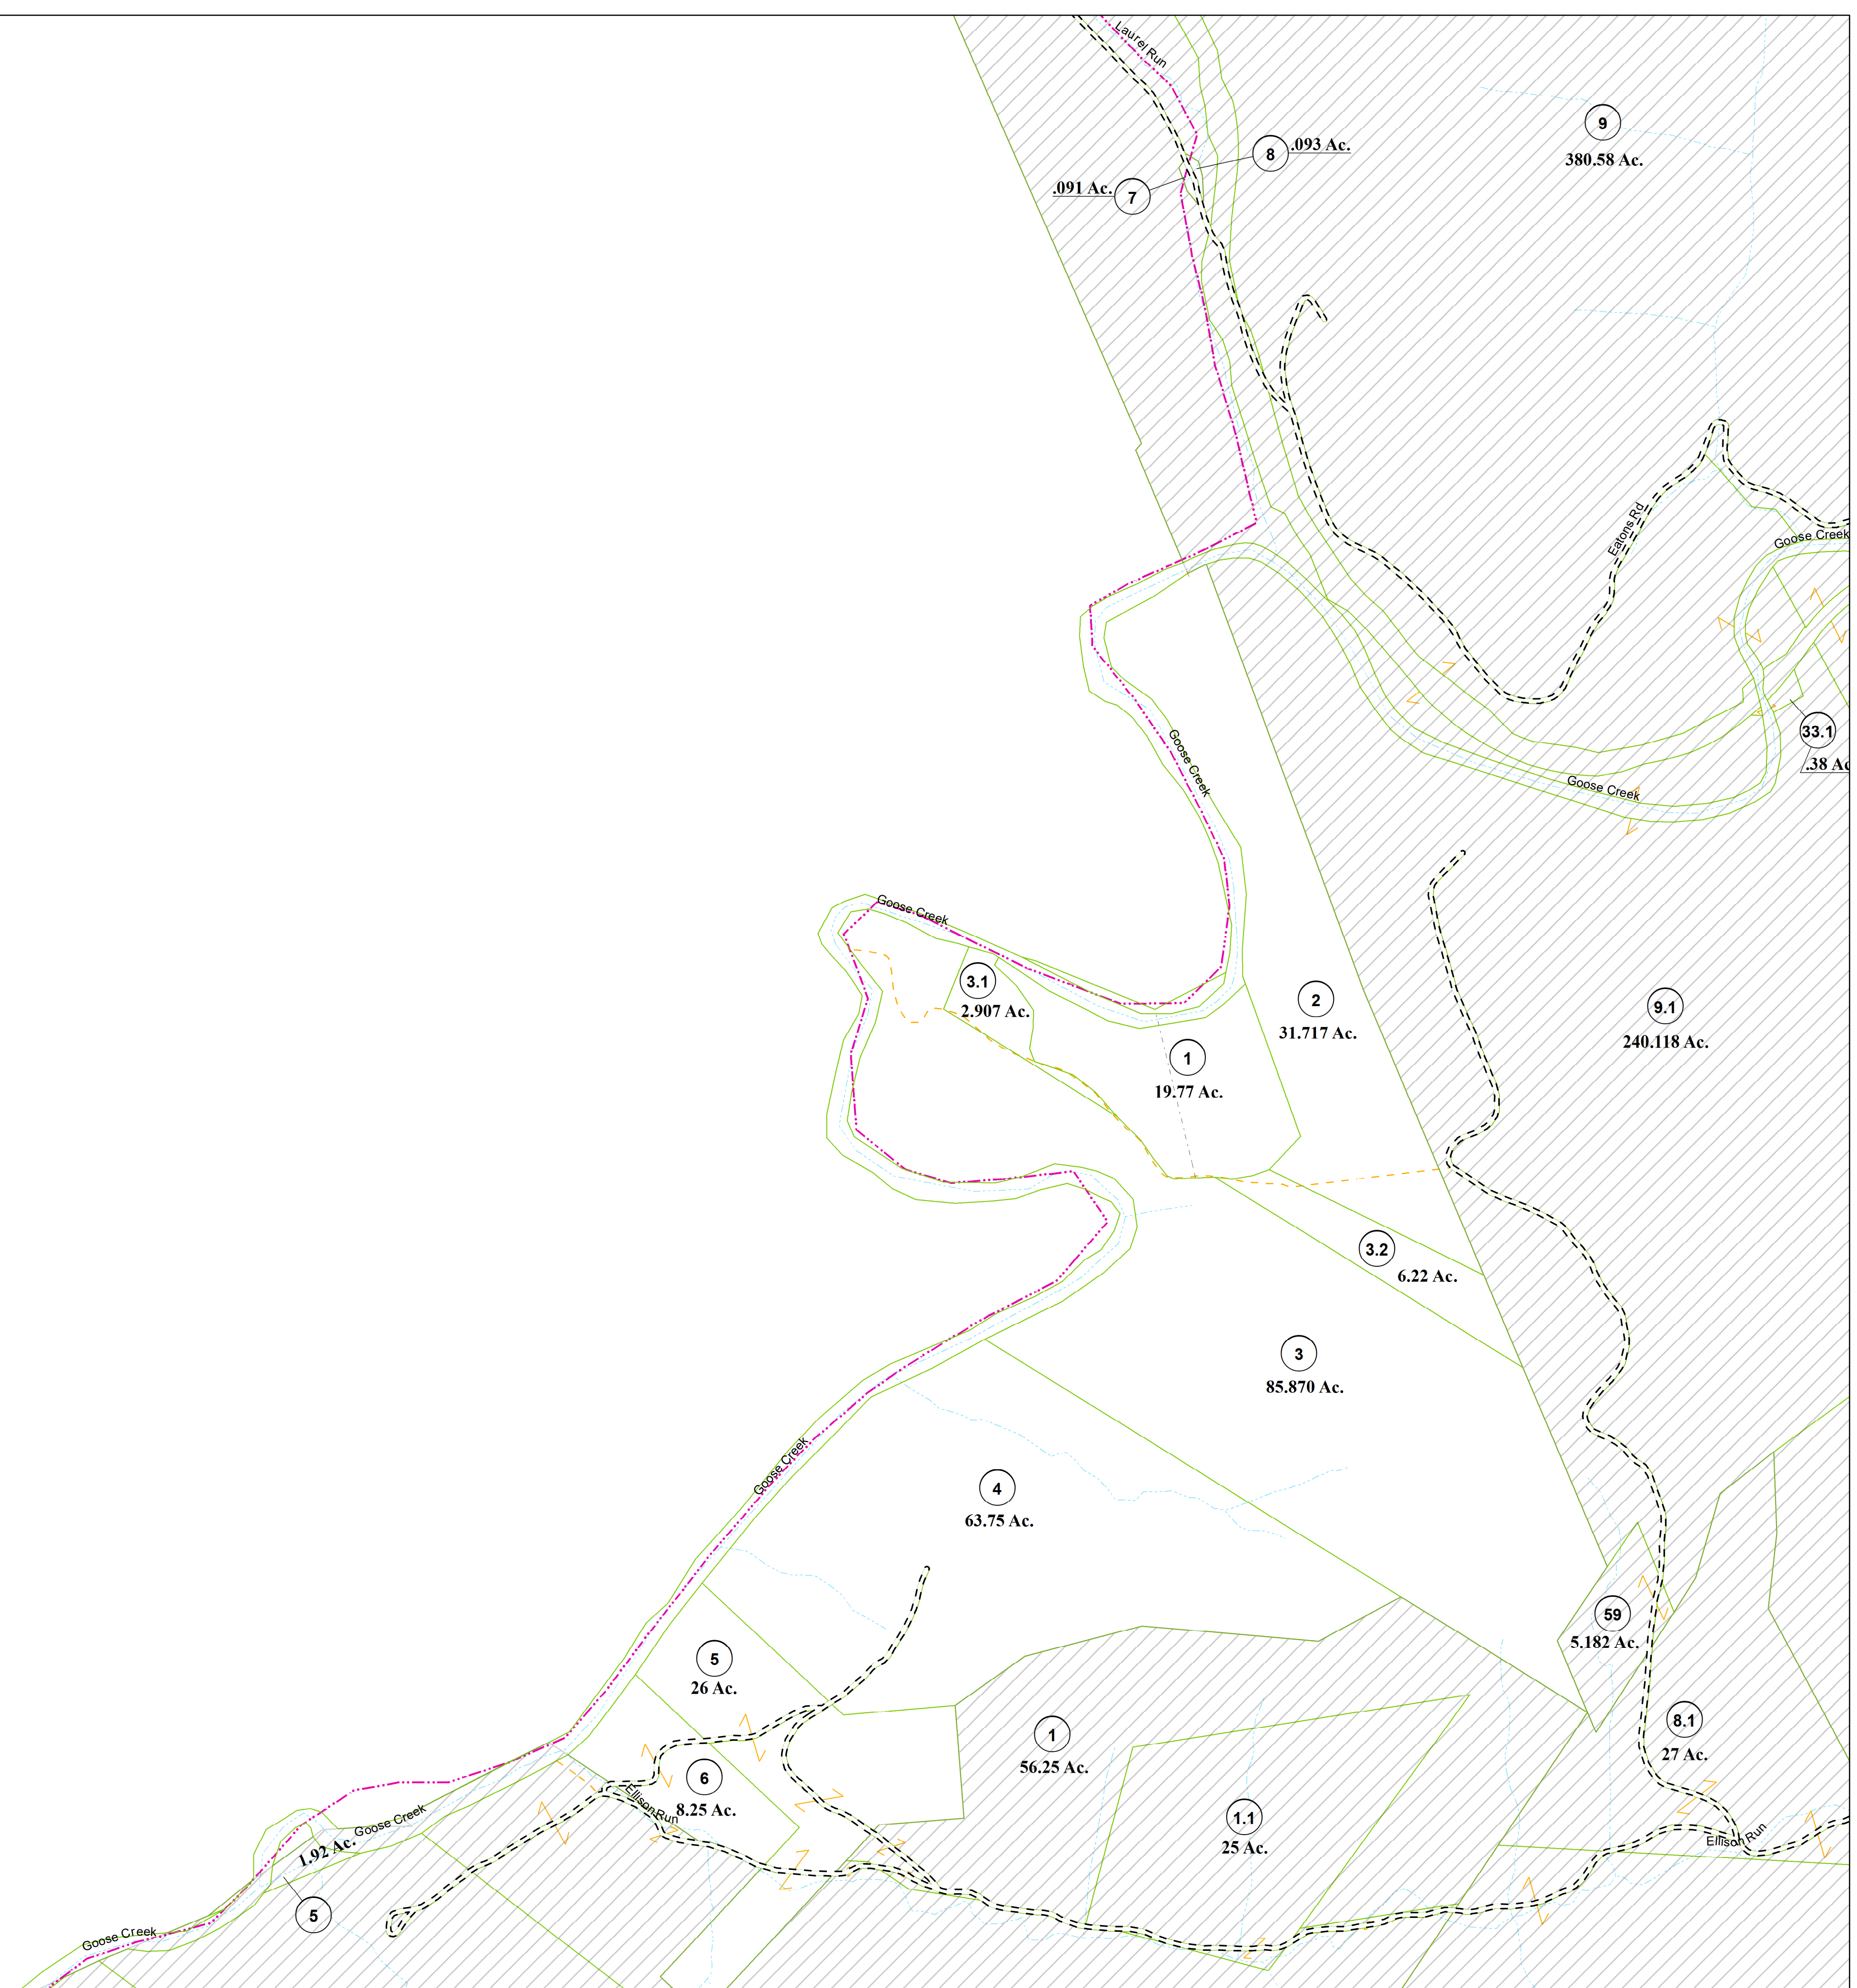 Laurel Run
9
380.58 Ac.
8
.093 Ac.
.091 Ac.
7
Eatons Rd
Goose Creek
33.1
.38 Ac
Goose Creek
Goose Creek
Goose Creek
3.1
2.907 Ac.
2
31.717 Ac.
9.1
240.118 Ac.
1
19.77 Ac.
3.2
6.22 Ac.
3
85.870 Ac.
Goose Creek
4
63.75 Ac.
59
5.182 Ac.
5
26 Ac.
1
56.25 Ac.
8.1
27 Ac.
6
8.25 Ac.
Ellison Run
1.1
25 Ac.
Ellison Run
Goose Creek
1.92 Ac.
5
Goose Creek